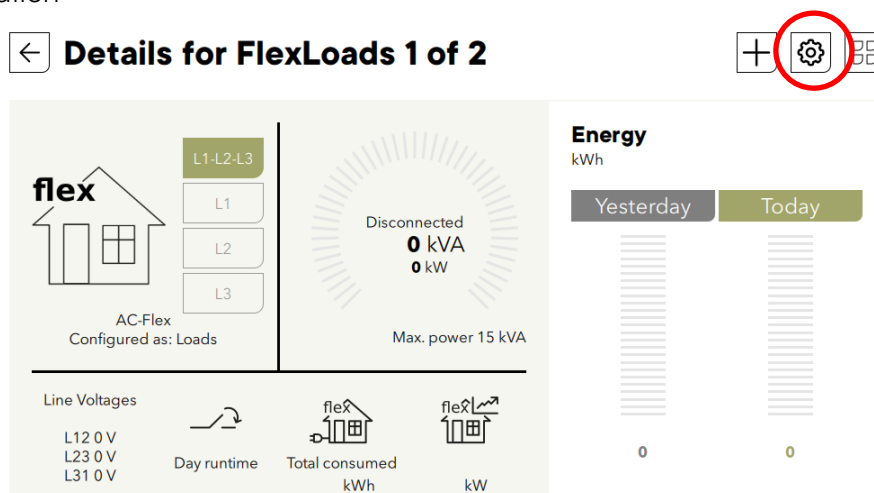 Details for FlexLoads 1 of 2
flex
L1-L2-L3
L1
L2
L3
AC-Flex
Configured as: Loads
Disconnected
0 kVA
0 kW
Max. power 15 kVA
Energy
kWh
Yesterday
Today
0
0
Line Voltages
L12 0 V
L23 0 V
L31 0 V
Day runtime
flex
Total consumed
kWh
flex
kW